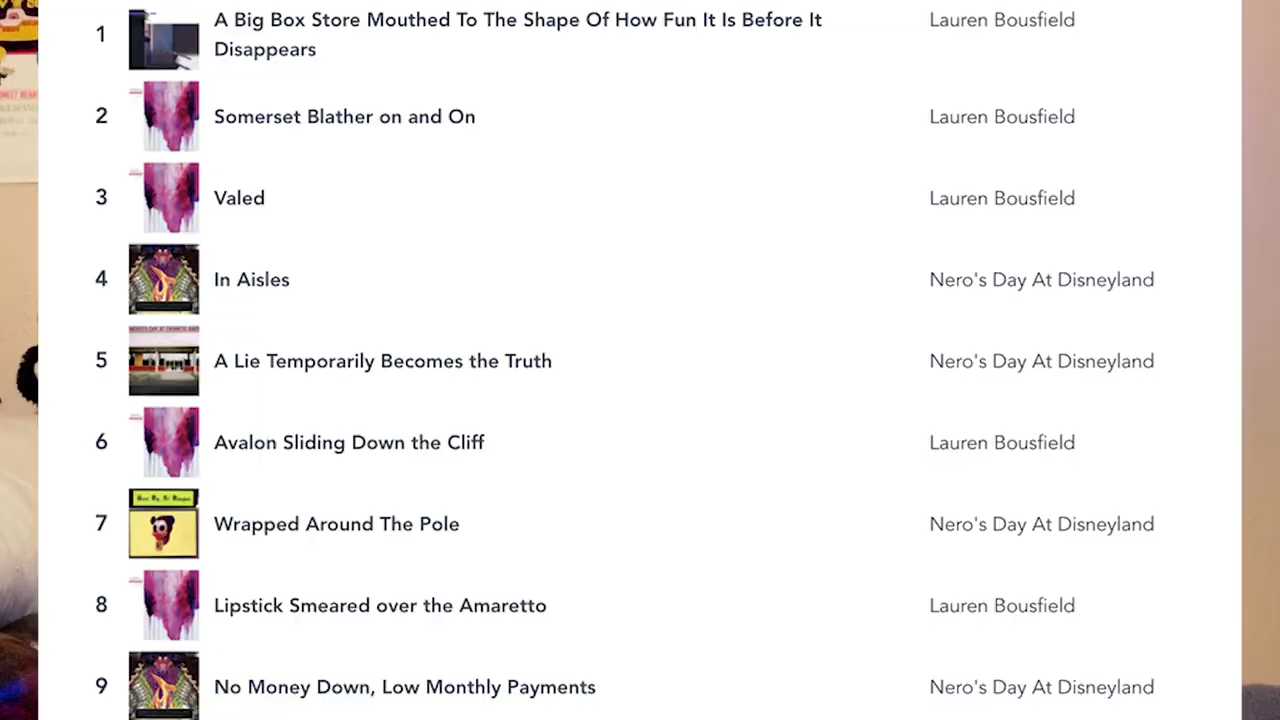 1
A Big Box Store Mouthed To The Shape Of How Fun It Is Before It
Disappears
Lauren Bousfield
2
Somerset Blather on and On
Lauren Bousfield
3
Valed
Lauren Bousfield
4
In Aisles
Nero's Day At Disneyland
5
A Lie Temporarily Becomes the Truth
Nero's Day At Disneyland
6
Avalon Sliding Down the Cliff
Lauren Bousfield
7
Wrapped Around The Pole
Nero's Day At Disneyland
8
Lipstick Smeared over the Amaretto
Lauren Bousfield
9
No Money Down, Low Monthly Payments
Nero's Day At Disneyland